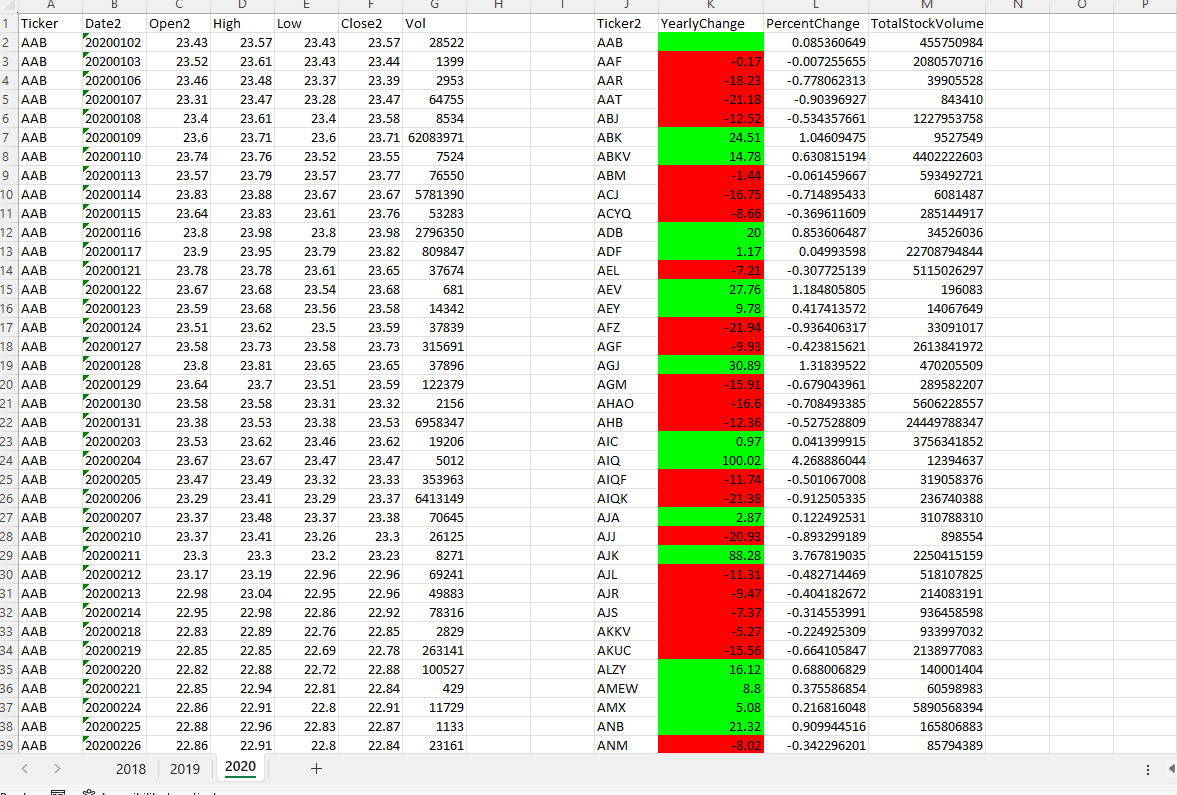 A B C D E F G H I J K L M N O P
1 Ticker Date2 Open2 High Low Close2 Vol Ticker2 YearlyChange PercentChange TotalStockVolume
2 AAB 20200102 23.43 23.57 23.43 23.57 28522 AAB 0.085360649 455750984
3 AAB 20200103 23.52 23.61 23.43 23.44 1399 AAF -0.17 -0.007255655 2080570716
4 AAB 20200106 23.46 23.48 23.37 23.39 2953 AAR -18.23 -0.778062313 39905528
5 AAB 20200107 23.31 23.47 23.28 23.47 64755 AAT -21.18 -0.90396927 843410
6 AAB 20200108 23.4 23.61 23.4 23.58 8534 ABJ -12.52 -0.534357661 1227953758
7 AAB 20200109 23.6 23.71 23.6 23.71 62083971 ABK 24.51 1.04609475 9527549
8 AAB 20200110 23.74 23.76 23.52 23.55 7524 ABKV 14.78 0.630815194 4402222603
9 AAB 20200113 23.57 23.79 23.57 23.77 76550 ABM -1.44 -0.061459667 593492721
10 AAB 20200114 23.83 23.88 23.67 23.67 5781390 ACJ -16.75 -0.714895433 6081487
11 AAB 20200115 23.64 23.83 23.61 23.76 53283 ACYQ -8.66 -0.369611609 285144917
12 AAB 20200116 23.8 23.98 23.8 23.98 2796350 ADB 20 0.853606487 34526036
13 AAB 20200117 23.9 23.95 23.79 23.82 809847 ADF 1.17 0.04993598 22708794844
14 AAB 20200121 23.78 23.78 23.61 23.65 37674 AEL -7.21 -0.307725139 5115026297
15 AAB 20200122 23.67 23.68 23.54 23.68 681 AEV 27.76 1.184805805 196083
16 AAB 20200123 23.59 23.68 23.56 23.59 14342 AEY 9.78 0.417413572 14067649
17 AAB 20200124 23.51 23.62 23.5 23.59 37839 AFZ -21.94 -0.936406317 33091017
18 AAB 20200127 23.58 23.73 23.58 23.73 315691 AGF -9.93 -0.423815621 2613841972
19 AAB 20200128 23.8 23.81 23.65 23.65 37896 AGJ 30.89 1.31839522 470205509
20 AAB 20200129 23.64 23.7 23.51 23.59 122379 AGM -15.91 -0.679043961 289582207
21 AAB 20200130 23.58 23.58 23.31 23.32 2156 AHAO -16.6 -0.708493385 5606228557
22 AAB 20200131 23.38 23.53 23.38 23.53 6958347 AHB -12.36 -0.527528809 24449788347
23 AAB 20200203 23.53 23.62 23.46 23.62 19206 AIC 0.97 0.041399915 3756341852
24 AAB 20200204 23.67 23.67 23.47 23.47 5012 AIQ 100.02 4.268886044 12394637
25 AAB 20200205 23.47 23.49 23.32 23.33 353963 AIQF -11.74 -0.501067008 319058376
26 AAB 20200206 23.29 23.41 23.29 23.37 6413149 AIQK -21.38 -0.912505335 236740388
27 AAB 20200207 23.37 23.48 23.37 23.38 70645 AJA 2.87 0.122492531 310788310
28 AAB 20200210 23.37 23.41 23.26 23.3 26125 AJJ -20.93 -0.893299189 898554
29 AAB 20200211 23.3 23.3 23.2 23.23 8271 AJK 88.28 3.767819035 2250415159
30 AAB 20200212 23.17 23.19 22.96 22.96 69241 AJL -11.31 -0.482714469 518107825
31 AAB 20200213 22.98 23.04 22.95 22.96 49883 AJR -9.47 -0.404182672 214083191
32 AAB 20200214 22.95 22.98 22.86 22.92 78316 AJS -7.37 -0.314553991 936458598
33 AAB 20200218 22.83 22.89 22.76 22.85 2829 AKKV -5.27 -0.224925309 933997032
34 AAB 20200219 22.85 22.85 22.69 22.78 263141 AKUC -15.56 -0.664105847 2138977083
35 AAB 20200220 22.82 22.88 22.72 22.88 100527 ALZY 16.12 0.688006829 140001404
36 AAB 20200221 22.85 22.94 22.81 22.84 429 AMEW 8.8 0.375586854 60598983
37 AAB 20200224 22.86 22.91 22.8 22.91 11729 AMX 5.08 0.216816048 5890568394
38 AAB 20200225 22.88 22.96 22.83 22.87 1133 ANB 21.32 0.909944516 165806883
39 AAB 20200226 22.86 22.91 22.8 22.84 23161 ANM -8.02 -0.342296201 85794389
2018 2019 2020 +